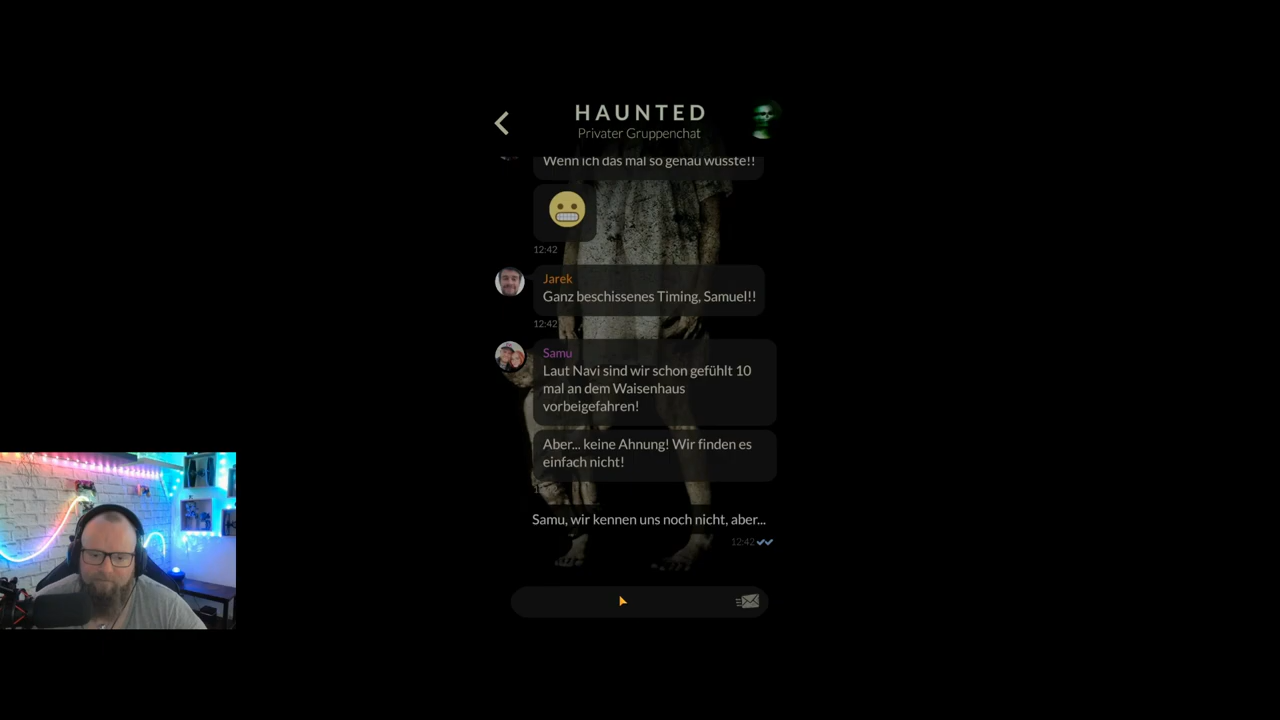 HAUNTED
Privater Gruppenchat
Wenn ich das mal so genau wüsste!!
12:42
Jarek
Ganz beschissenes Timing, Samuel!!
12:42
Samu
Laut Navi sind wir schon gefühlt 10
mal an dem Waisenhaus
vorbeigefahren!
Aber... keine Ahnung! Wir finden es
einfach nicht!
Samu, wir kennen uns noch nicht, aber...
12:42